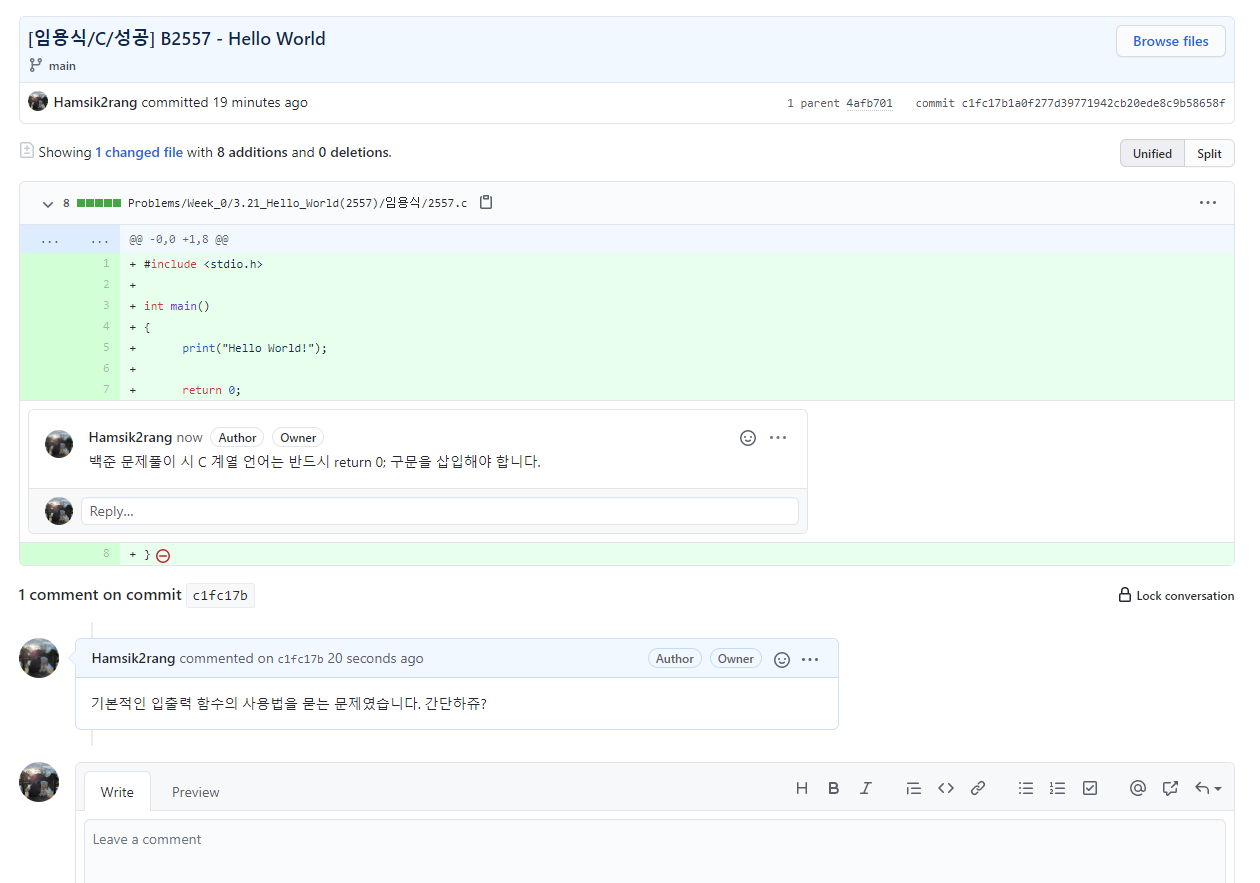 [임용식/C/성공] B2557 - Hello World
Browse files
main
Hamsik2rang committed 19 minutes ago
1 parent 4afb701 commit c1fc17b1a0f277d39771942cb20ede8c9b58658f
Showing 1 changed file with 8 additions and 0 deletions.
Unified Split
8 Problems/Week_0/3.21_Hello_World(2557)/임용식/2557.c
... ... @@ -0,0 +1,8 @@
1 + #include <stdio.h>
2 +
3 + int main()
4 + {
5 + print("Hello World!");
6 +
7 + return 0;
Hamsik2rang now Author Owner
백준 문제풀이 시 C 계열 언어는 반드시 return 0; 구문을 삽입해야 합니다.
Reply...
8 + }
1 comment on commit c1fc17b
Lock conversation
Hamsik2rang commented on c1fc17b 20 seconds ago Author Owner
기본적인 입출력 함수의 사용법을 묻는 문제였습니다. 간단하쥬?
Write Preview
Leave a comment